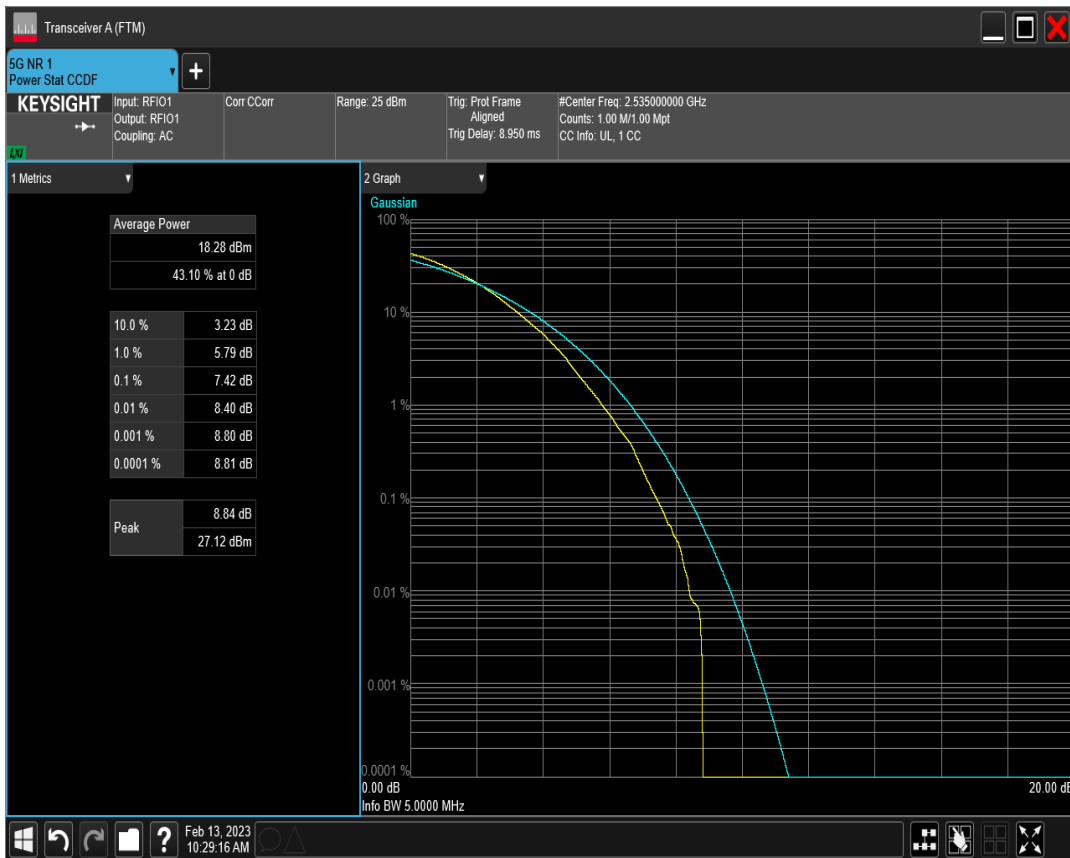 Transceiver A (FTM)
5G NR 1
Power Stat CCDF
KEYSIGHT
LXI
Input: RFIO1
Output: RFIO1
Coupling: AC
Corr CCorr
Range: 25 dBm
Trig: Prot Frame
Aligned
Trig Delay: 8.950 ms
#Center Freq: 2.535000000 GHz
Counts: 1.00 M/1.00 Mpt
CC Info: UL, 1 CC
1 Metrics
Average Power
18.28 dBm
43.10 % at 0 dB
10.0 % 3.23 dB
1.0 % 5.79 dB
0.1 % 7.42 dB
0.01 % 8.40 dB
0.001 % 8.80 dB
0.0001 % 8.81 dB
Peak
8.84 dB
27.12 dBm
2 Graph
Gaussian
100 %
10 %
1 %
0.1 %
0.01 %
0.001 %
0.0001 %
0.00 dB
20.00 dB
Info BW 5.0000 MHz
Feb 13, 2023
10:29:16 AM